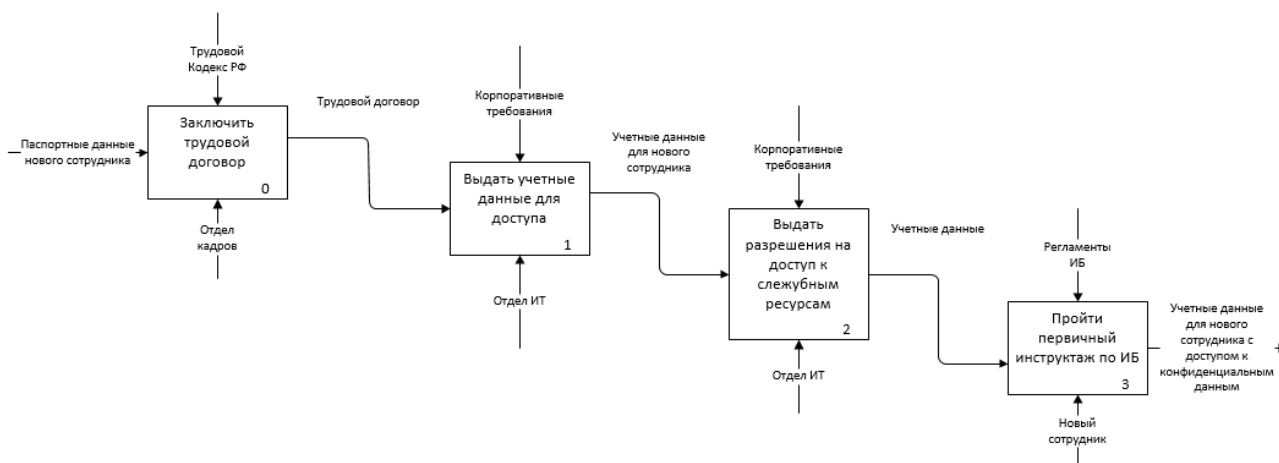 Трудовой
Кодекс РФ
Паспортные данные
нового сотрудника
Заключить
трудовой
договор
0
Отдел
кадров
Трудовой договор
Корпоративные
требования
Выдать учетные
данные для
доступа
1
Отдел ИТ
Учетные данные
для нового
сотрудника
Корпоративные
требования
Выдать
разрешения на
доступ к
слежубным
ресурсам
2
Отдел ИТ
Учетные данные
Регламенты
ИБ
Пройти
первичный
инструктаж по ИБ
3
Новый
сотрудник
Учетные данные
для нового
сотрудника с
доступом к
конфиденциальным
данным